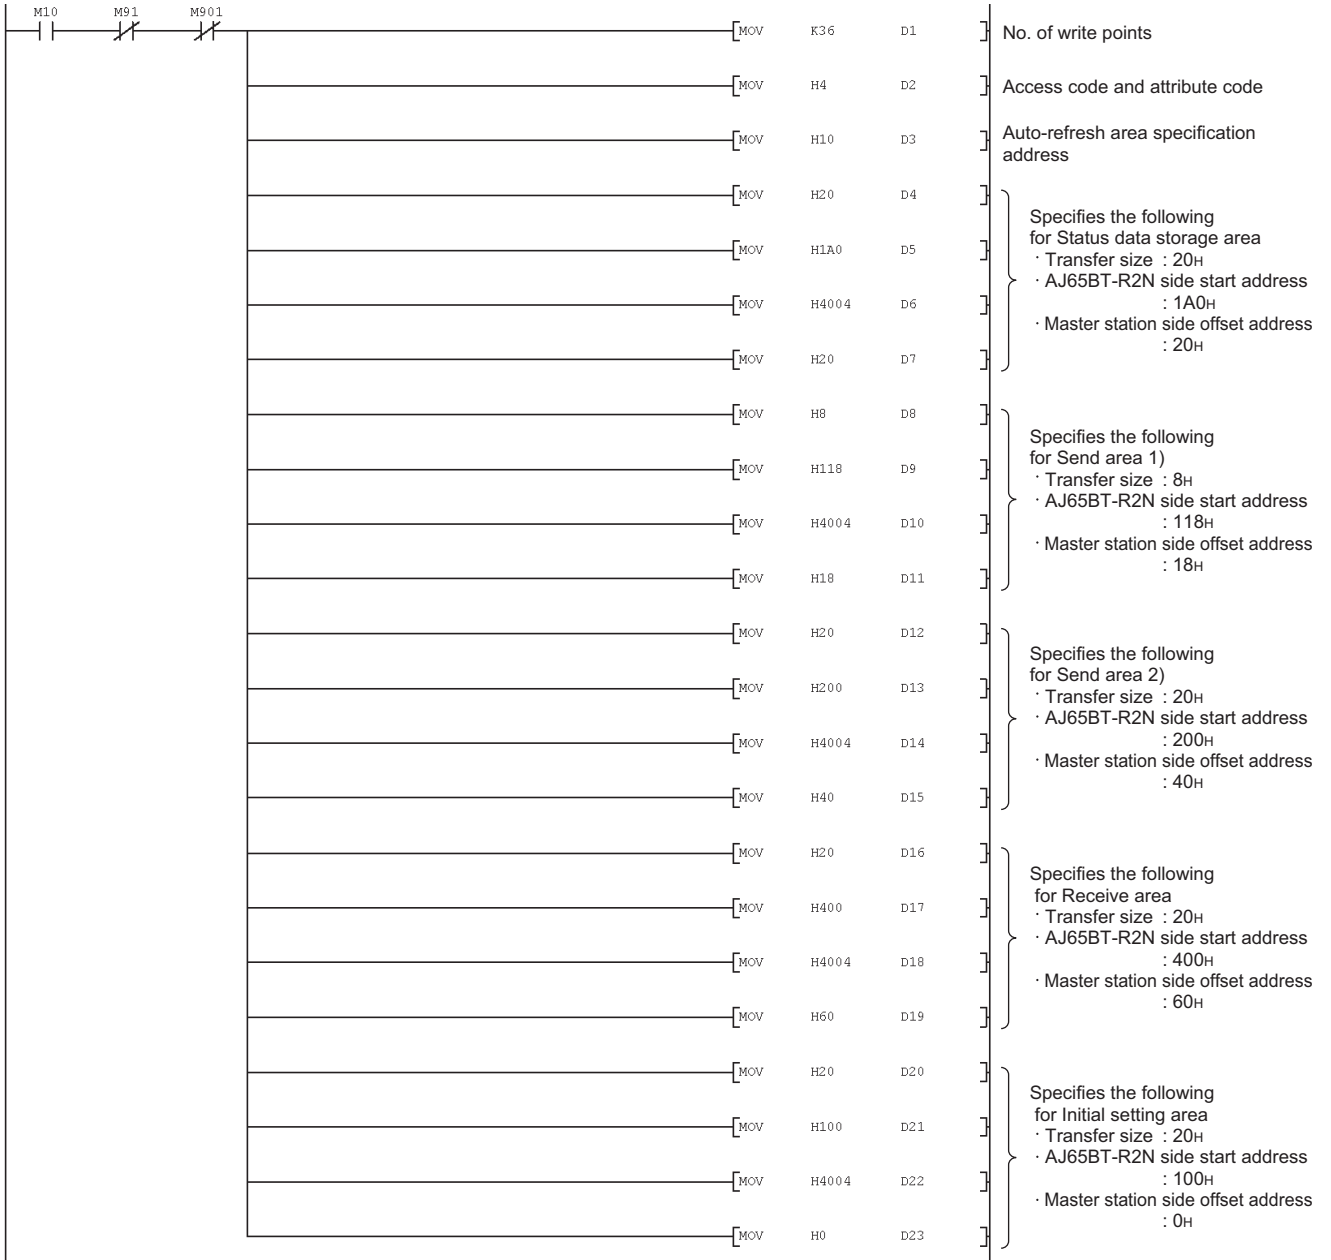 M10 M91 M901
MOV K36 D1 No. of write points
MOV H4 D2 Access code and attribute code
MOV H10 D3 Auto-refresh area specification
address
MOV H20 D4
MOV H1A0 D5
MOV H4004 D6
MOV H20 D7
Specifies the following
for Status data storage area
· Transfer size : 20H
· AJ65BT-R2N side start address
: 1A0H
· Master station side offset address
: 20H
MOV H8 D8
MOV H118 D9
MOV H4004 D10
MOV H18 D11
Specifies the following
for Send area 1)
· Transfer size : 8H
· AJ65BT-R2N side start address
: 118H
· Master station side offset address
: 18H
MOV H20 D12
MOV H200 D13
MOV H4004 D14
MOV H40 D15
Specifies the following
for Send area 2)
· Transfer size : 20H
· AJ65BT-R2N side start address
: 200H
· Master station side offset address
: 40H
MOV H20 D16
MOV H400 D17
MOV H4004 D18
MOV H60 D19
Specifies the following
for Receive area
· Transfer size : 20H
· AJ65BT-R2N side start address
: 400H
· Master station side offset address
: 60H
MOV H20 D20
MOV H100 D21
MOV H4004 D22
MOV H0 D23
Specifies the following
for Initial setting area
· Transfer size : 20H
· AJ65BT-R2N side start address
: 100H
· Master station side offset address
: 0H